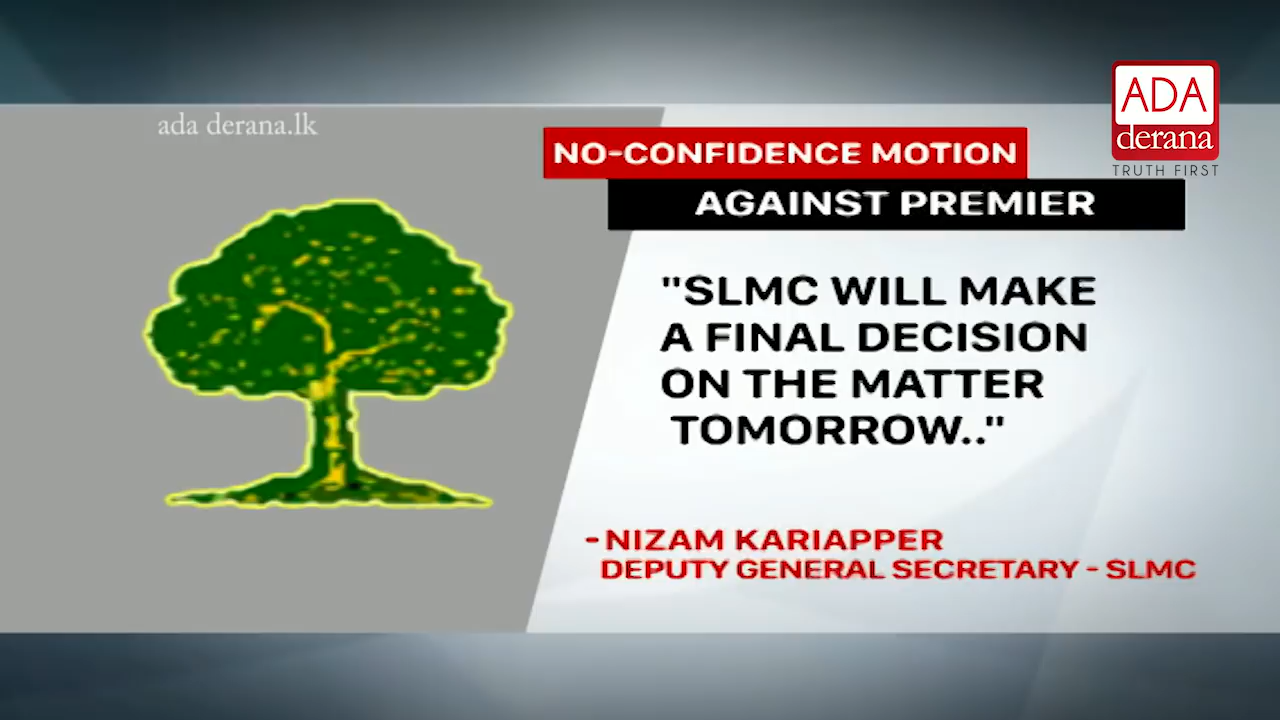 ada derana.lk
ADA
derana
TRUTH FIRST
NO-CONFIDENCE MOTION
AGAINST PREMIER
"SLMC WILL MAKE
A FINAL DECISION
ON THE MATTER
TOMORROW.."
-NIZAM KARIAPPER
DEPUTY GENERAL SECRETARY - SLMC